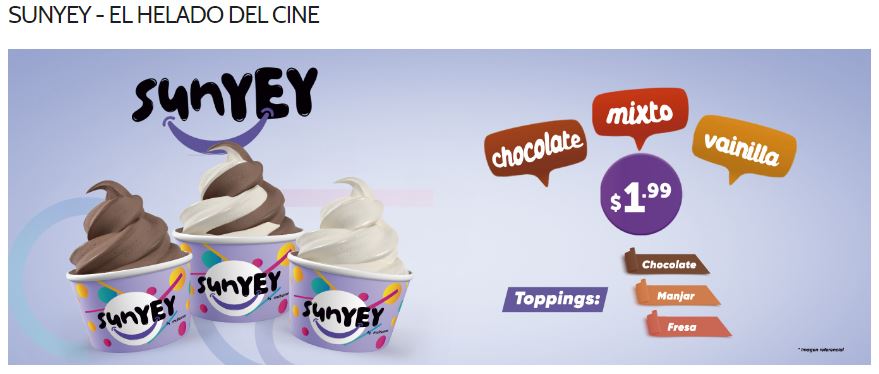 SUNYEY - EL HELADO DEL CINE
sunYEY
chocolate
mixto
vainilla
$1.99
Toppings:
Chocolate
Manjar
Fresa
sunYEY
sunYEY
sunYEY
* Imagen referencial